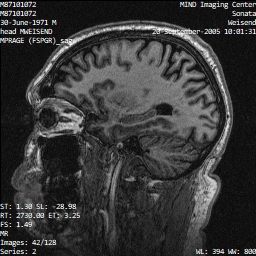 M87101072
MIND Imaging Center
M87101072
Sonata
30-June-1971 M
Weisend
head MWEISEND
20-September-2005 10:01:31
MPRAGE (FSPGR)_sag
ST: 1.30 SL: -28.98
RT: 2730.00 ET: 3.25
FS: 1.49
MR
Images: 42/128
Series: 2
WL: 394 WW: 800